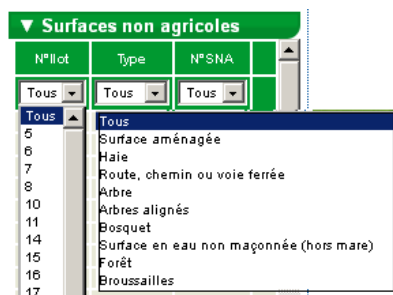 ▼ Surfaces non agricoles
N°Ilot Type N°SNA
Tous Tous Tous
Tous
5
6
7
8
10
11
14
15
16
17
Tous
Surface aménagée
Haie
Route, chemin ou voie ferrée
Arbre
Arbres alignés
Bosquet
Surface en eau non maçonnée (hors mare)
Forêt
Broussailles